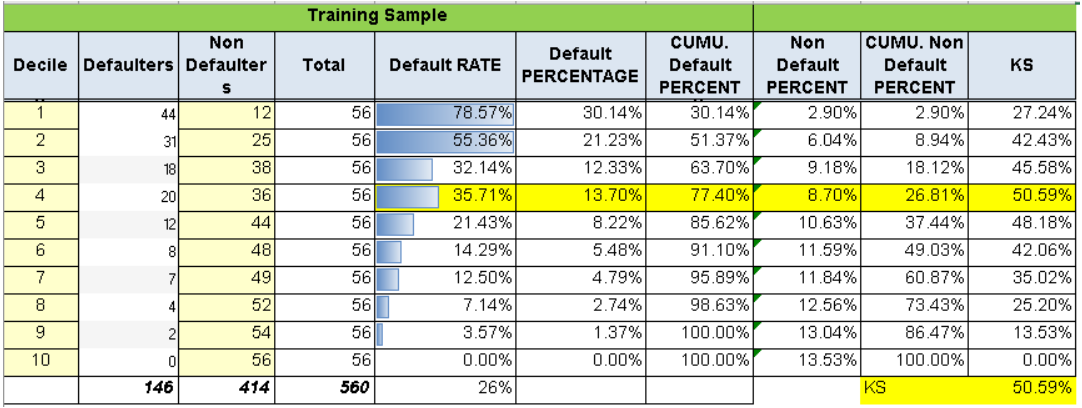 Training Sample
Decile Defaulters Non Defaulters Total Default RATE Default PERCENTAGE CUMU. Default PERCENT Non Default PERCENT CUMU. Non Default PERCENT KS
1 44 12 56 78.57% 30.14% 30.14% 2.90% 2.90% 27.24%
2 31 25 56 55.36% 21.23% 51.37% 6.04% 8.94% 42.43%
3 18 38 56 32.14% 12.33% 63.70% 9.18% 18.12% 45.58%
4 20 36 56 35.71% 13.70% 77.40% 8.70% 26.81% 50.59%
5 12 44 56 21.43% 8.22% 85.62% 10.63% 37.44% 48.18%
6 8 48 56 14.29% 5.48% 91.10% 11.59% 49.03% 42.06%
7 7 49 56 12.50% 4.79% 95.89% 11.84% 60.87% 35.02%
8 4 52 56 7.14% 2.74% 98.63% 12.56% 73.43% 25.20%
9 2 54 56 3.57% 1.37% 100.00% 13.04% 86.47% 13.53%
10 0 56 56 0.00% 0.00% 100.00% 13.53% 100.00% 0.00%
146 414 560 26% KS 50.59%